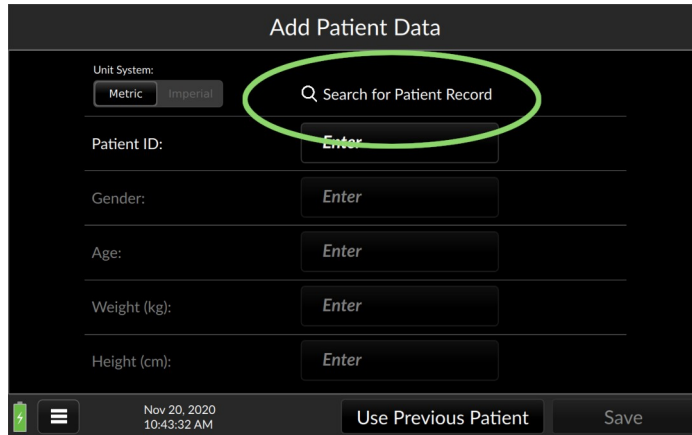 Add Patient Data
Unit System:
Metric Imperial
Search for Patient Record
Patient ID: Enter
Gender: Enter
Age: Enter
Weight (kg): Enter
Height (cm): Enter
Nov 20, 2020
10:43:32 AM
Use Previous Patient
Save